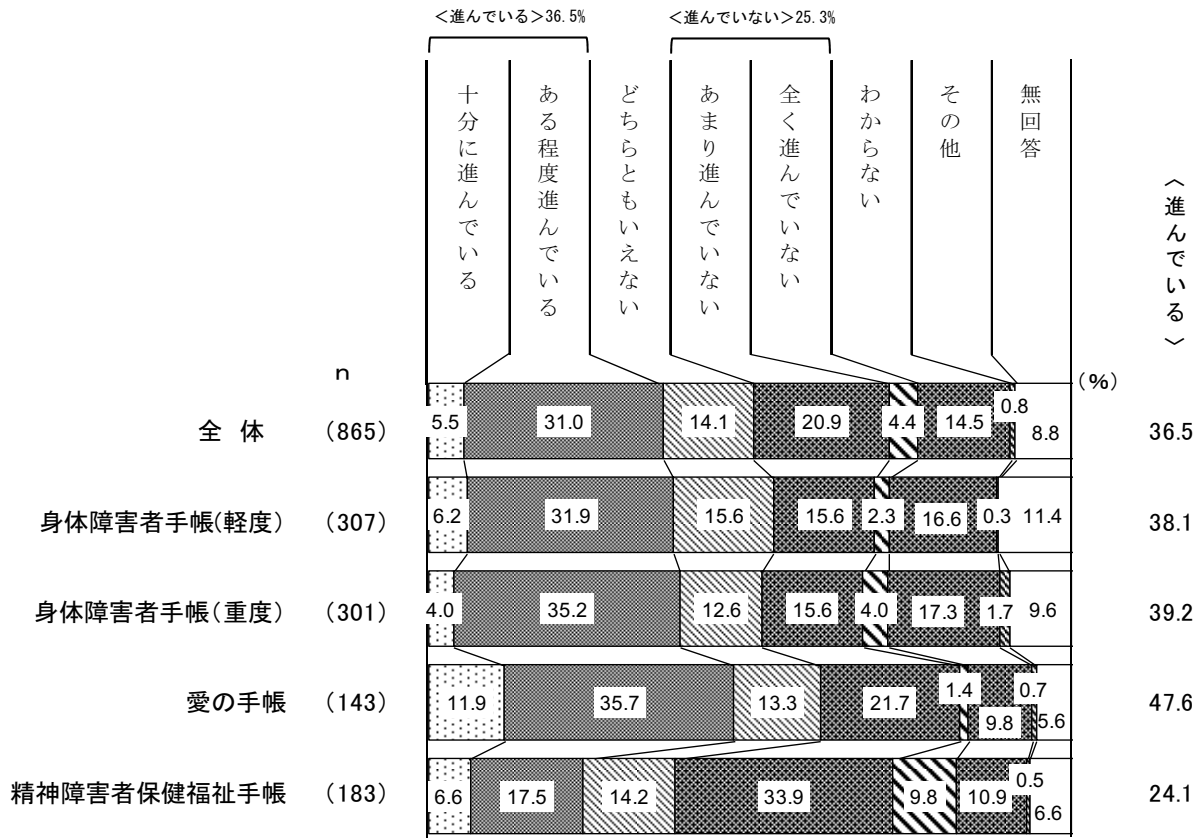 ＜進んでいる＞36.5%
＜進んでいない＞25.3%
十分に進んでいる
ある程度進んでいる
どちらともいえない
あまり進んでいない
全く進んでいない
わからない
その他
無回答
＜進んでいる＞
n
(%)
全 体 (865) 5.5 31.0 14.1 20.9 4.4 14.5 0.8 8.8 36.5
身体障害者手帳(軽度) (307) 6.2 31.9 15.6 15.6 2.3 16.6 0.3 11.4 38.1
身体障害者手帳(重度) (301) 4.0 35.2 12.6 15.6 4.0 17.3 1.7 9.6 39.2
愛の手帳 (143) 11.9 35.7 13.3 21.7 1.4 9.8 0.7 5.6 47.6
精神障害者保健福祉手帳 (183) 6.6 17.5 14.2 33.9 9.8 10.9 0.5 6.6 24.1